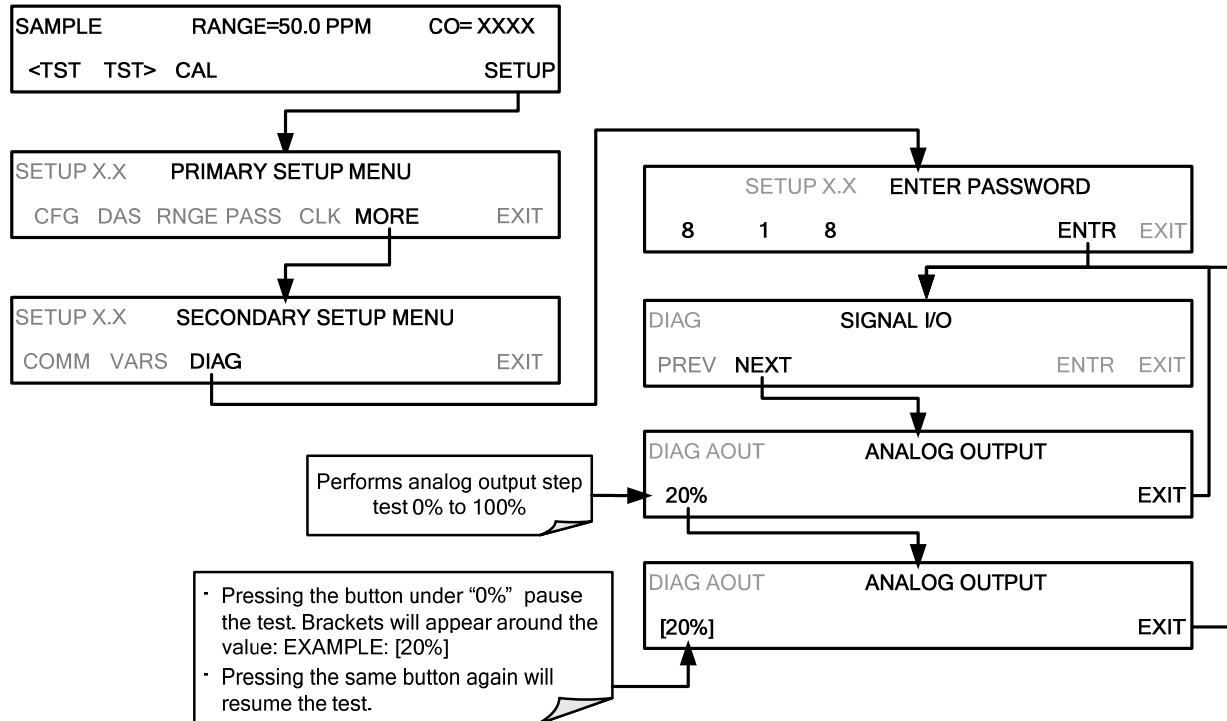 SAMPLE RANGE=50.0 PPM CO= XXXX
<TST TST> CAL SETUP
SETUP X.X PRIMARY SETUP MENU
CFG DAS RNGE PASS CLK MORE EXIT
SETUP X.X SECONDARY SETUP MENU
COMM VARS DIAG EXIT
SETUP X.X ENTER PASSWORD
8 1 8 ENTR EXIT
DIAG SIGNAL I/O
PREV NEXT ENTR EXIT
DIAG AOUT ANALOG OUTPUT
20% EXIT
Performs analog output step
test 0% to 100%
DIAG AOUT ANALOG OUTPUT
[20%] EXIT
· Pressing the button under “0%” pause
the test. Brackets will appear around the
value: EXAMPLE: [20%]
· Pressing the same button again will
resume the test.